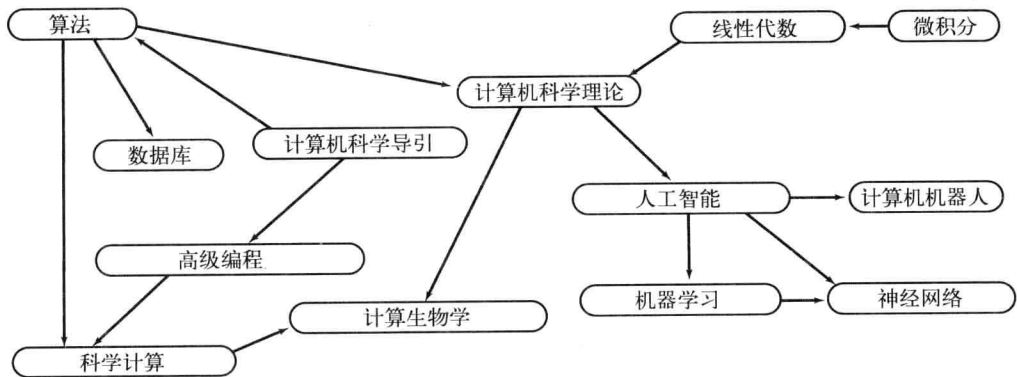 算法
线性代数
微积分
计算机科学理论
数据库
计算机科学导引
人工智能
计算机机器人
高级编程
机器学习
神经网络
计算生物学
科学计算